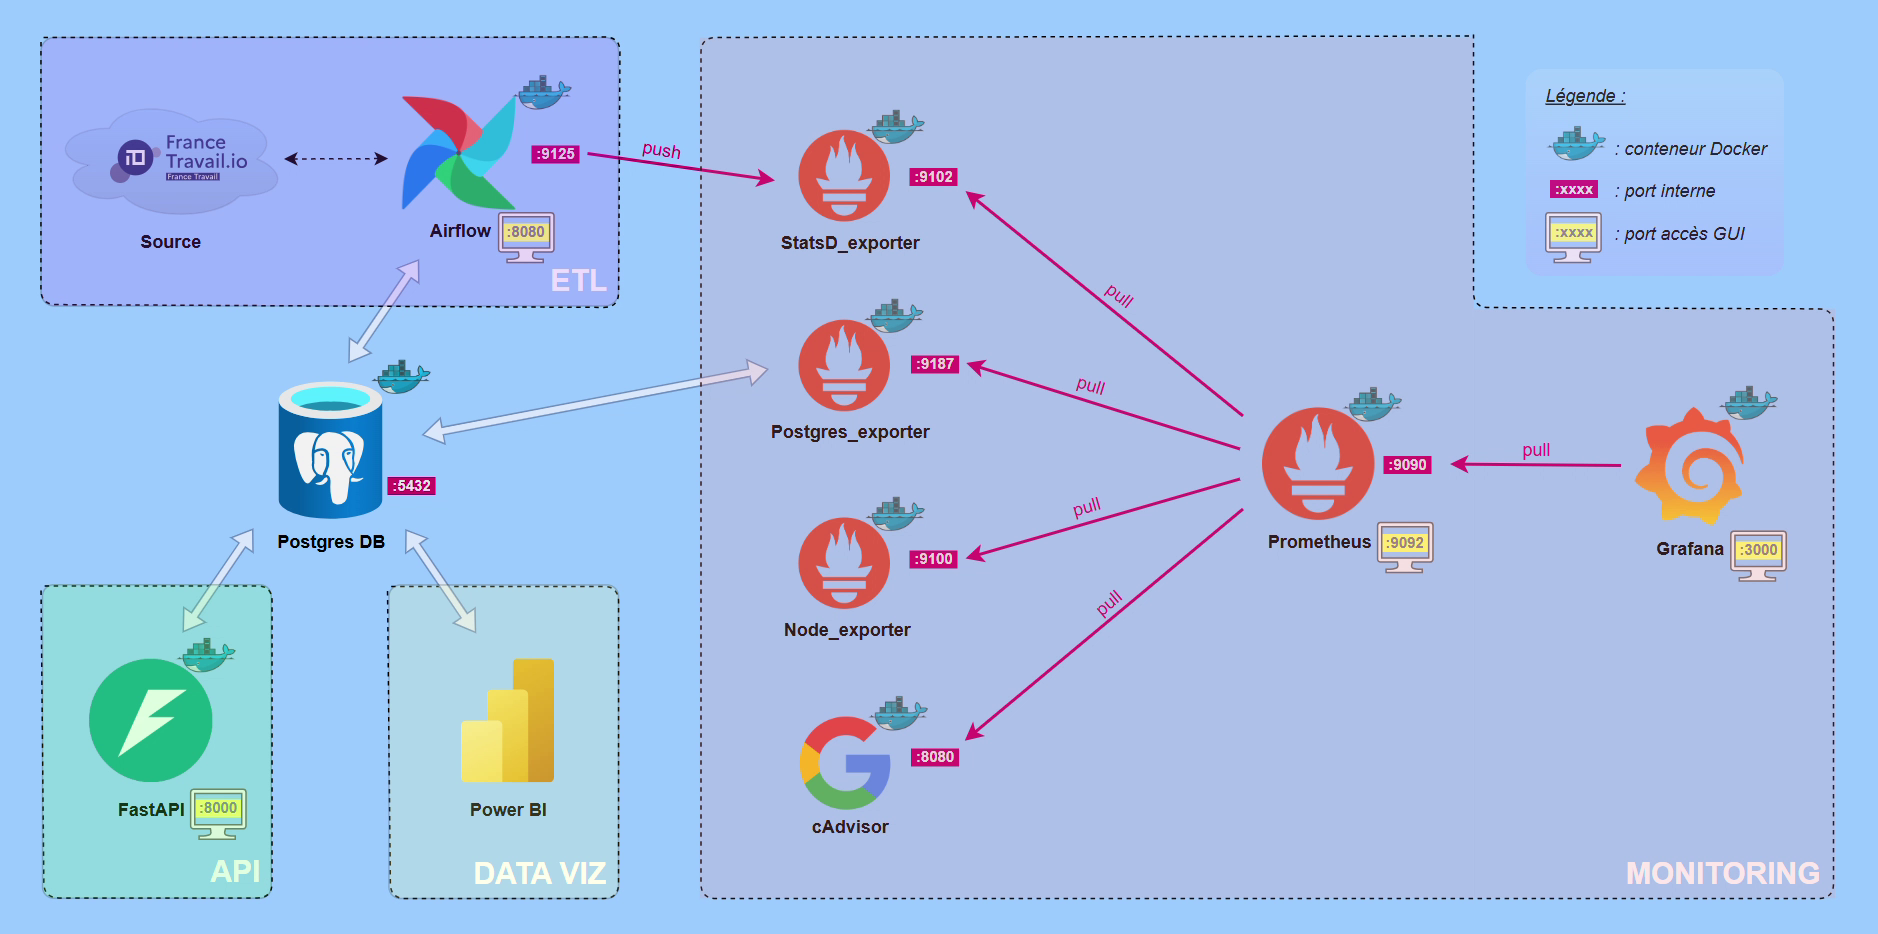 France
Travail.io
France Travail
Source
:9125
Airflow
:8080
ETL
push
:9102
StatsD_exporter
pull
Légende :
: conteneur Docker
:xxxx
: port interne
:xxxx
: port accès GUI
:9187
Postgres_exporter
pull
:5432
Postgres DB
:9100
Node_exporter
pull
:8080
cAdvisor
pull
:9090
Prometheus
:9092
pull
Grafana
:3000
FastAPI
:8000
API
Power BI
DATA VIZ
MONITORING